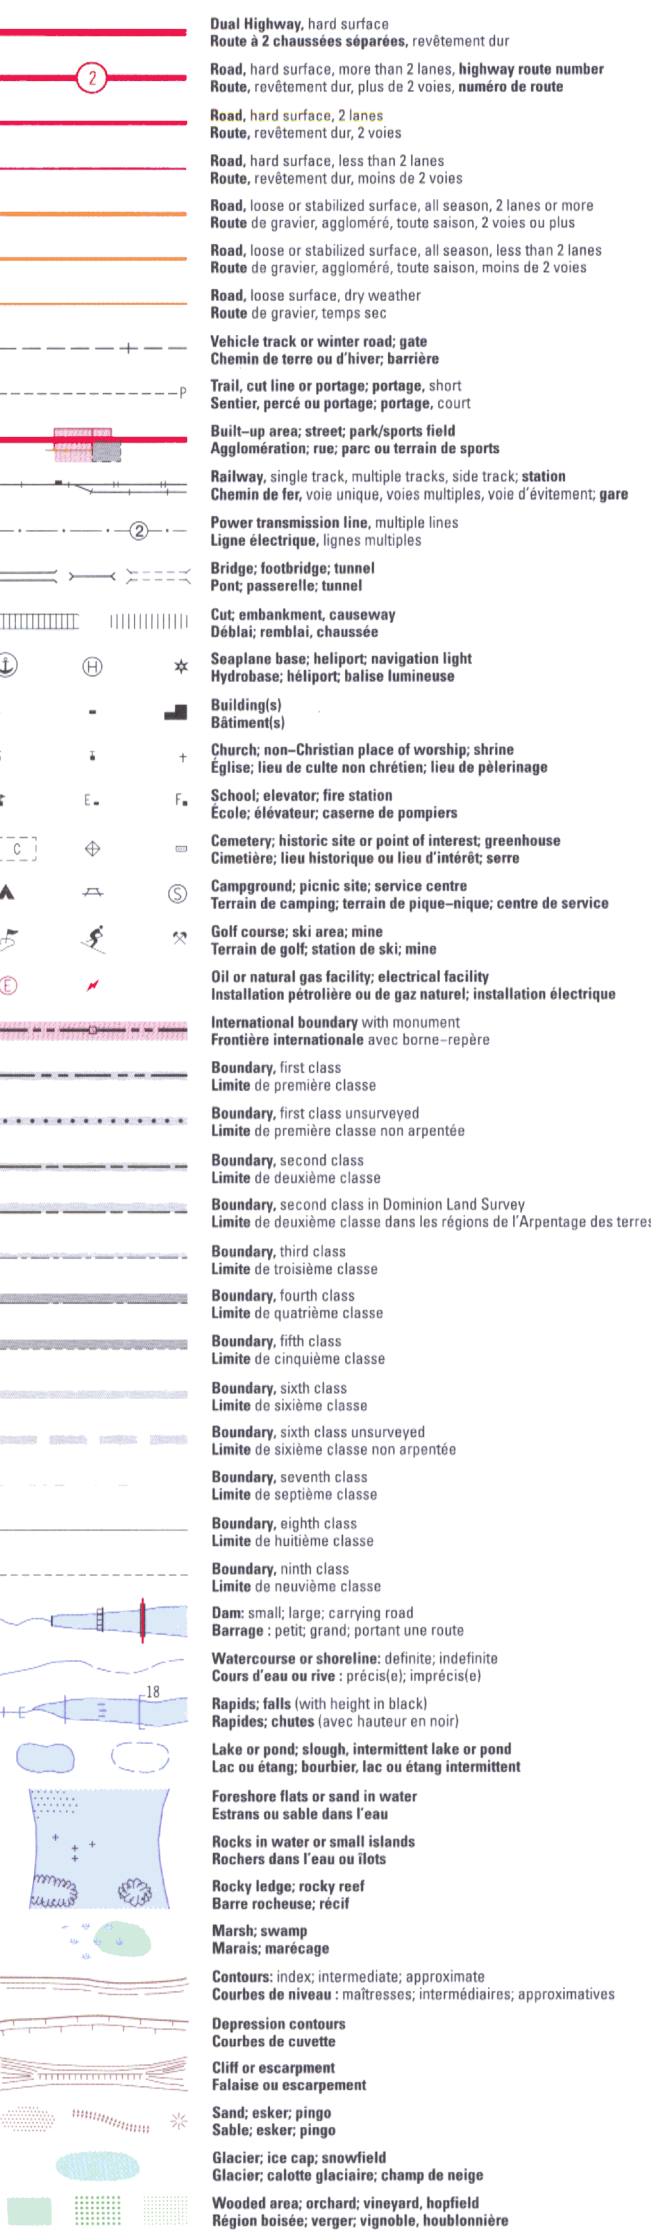 Dual Highway, hard surface
Route à 2 chaussées séparées, revêtement dur
2
Road, hard surface, more than 2 lanes, highway route number
Route, revêtement dur, plus de 2 voies, numéro de route
Road, hard surface, 2 lanes
Route, revêtement dur, 2 voies
Road, hard surface, less than 2 lanes
Route, revêtement dur, moins de 2 voies
Road, loose or stabilized surface, all season, 2 lanes or more
Route de gravier, aggloméré, toute saison, 2 voies ou plus
Road, loose or stabilized surface, all season, less than 2 lanes
Route de gravier, aggloméré, toute saison, moins de 2 voies
Road, loose surface, dry weather
Route de gravier, temps sec
Vehicle track or winter road; gate
Chemin de terre ou d'hiver; barrière
P
Trail, cut line or portage; portage, short
Sentier, percé ou portage; portage, court
Built–up area; street; park/sports field
Agglomération; rue; parc ou terrain de sports
Railway, single track, multiple tracks, side track; station
Chemin de fer, voie unique, voies multiples, voie d'évitement; gare
2
Power transmission line, multiple lines
Ligne électrique, lignes multiples
Bridge; footbridge; tunnel
Pont; passerelle; tunnel
Cut; embankment, causeway
Déblai; remblai, chaussée
H
Seaplane base; heliport; navigation light
Hydrobase; héliport; balise lumineuse
Building(s)
Bâtiment(s)
Church; non–Christian place of worship; shrine
Église; lieu de culte non chrétien; lieu de pèlerinage
E F
School; elevator; fire station
École; élévateur; caserne de pompiers
C
Cemetery; historic site or point of interest; greenhouse
Cimetière; lieu historique ou lieu d'intérêt; serre
S
Campground; picnic site; service centre
Terrain de camping; terrain de pique–nique; centre de service
Golf course; ski area; mine
Terrain de golf; station de ski; mine
E
Oil or natural gas facility; electrical facility
Installation pétrolière ou de gaz naturel; installation électrique
International boundary with monument
Frontière internationale avec borne–repère
Boundary, first class
Limite de première classe
Boundary, first class unsurveyed
Limite de première classe non arpentée
Boundary, second class
Limite de deuxième classe
Boundary, second class in Dominion Land Survey
Limite de deuxième classe dans les régions de l'Arpentage des terres
Boundary, third class
Limite de troisième classe
Boundary, fourth class
Limite de quatrième classe
Boundary, fifth class
Limite de cinquième classe
Boundary, sixth class
Limite de sixième classe
Boundary, sixth class unsurveyed
Limite de sixième classe non arpentée
Boundary, seventh class
Limite de septième classe
Boundary, eighth class
Limite de huitième classe
Boundary, ninth class
Limite de neuvième classe
Dam: small; large; carrying road
Barrage : petit; grand; portant une route
Watercourse or shoreline: definite; indefinite
Cours d'eau ou rive : précis(e); imprécis(e)
18
Rapids; falls (with height in black)
Rapides; chutes (avec hauteur en noir)
Lake or pond; slough, intermittent lake or pond
Lac ou étang; bourbier, lac ou étang intermittent
Foreshore flats or sand in water
Estrans ou sable dans l'eau
Rocks in water or small islands
Rochers dans l'eau ou îlots
Rocky ledge; rocky reef
Barre rocheuse; récif
Marsh; swamp
Marais; marécage
Contours: index; intermediate; approximate
Courbes de niveau : maîtresses; intermédiaires; approximatives
Depression contours
Courbes de cuvette
Cliff or escarpment
Falaise ou escarpement
Sand; esker; pingo
Sable; esker; pingo
Glacier; ice cap; snowfield
Glacier; calotte glaciaire; champ de neige
Wooded area; orchard; vineyard, hopfield
Région boisée; verger; vignoble, houblonnière